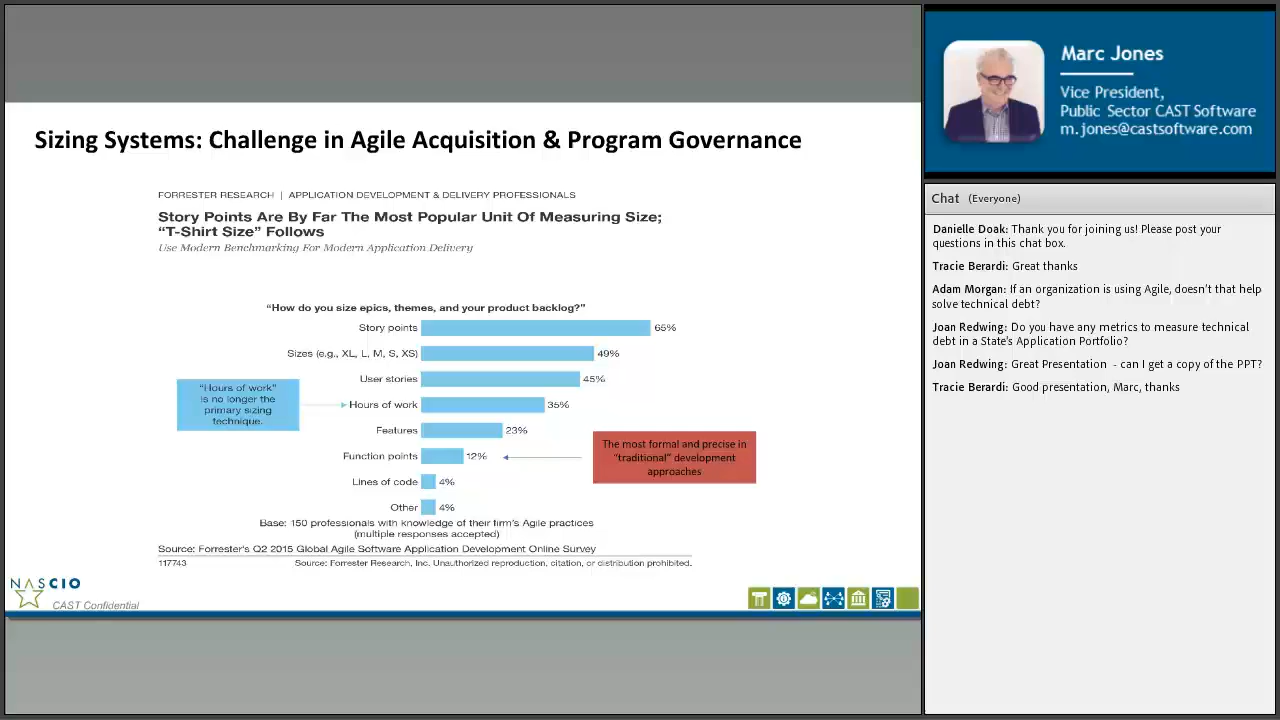 Sizing Systems: Challenge in Agile Acquisition & Program Governance
FORRESTER RESEARCH | APPLICATION DEVELOPMENT & DELIVERY PROFESSIONALS
Story Points Are By Far The Most Popular Unit Of Measuring Size;
“T-Shirt Size” Follows
Use Modern Benchmarking For Modern Application Delivery
“How do you size epics, themes, and your product backlog?”
Story points 65%
Sizes (e.g., XL, L, M, S, XS) 49%
User stories 45%
“Hours of work”
is no longer the
primary sizing
technique.
Hours of work 35%
Features 23%
Function points 12%
The most formal and precise in
“traditional” development
approaches
Lines of code 4%
Other 4%
Base: 150 professionals with knowledge of their firm’s Agile practices
(multiple responses accepted)
Source: Forrester’s Q2 2015 Global Agile Software Application Development Online Survey
117743 Source: Forrester Research, Inc. Unauthorized reproduction, citation, or distribution prohibited.
NASCIO
CAST Confidential
Marc Jones
Vice President,
Public Sector CAST Software
m.jones@castsoftware.com
Chat (Everyone)
Danielle Doak: Thank you for joining us! Please post your
questions in this chat box.
Tracie Berardi: Great thanks
Adam Morgan: If an organization is using Agile, doesn’t that help
solve technical debt?
Joan Redwing: Do you have any metrics to measure technical
debt in a State’s Application Portfolio?
Joan Redwing: Great Presentation - can I get a copy of the PPT?
Tracie Berardi: Good presentation, Marc, thanks